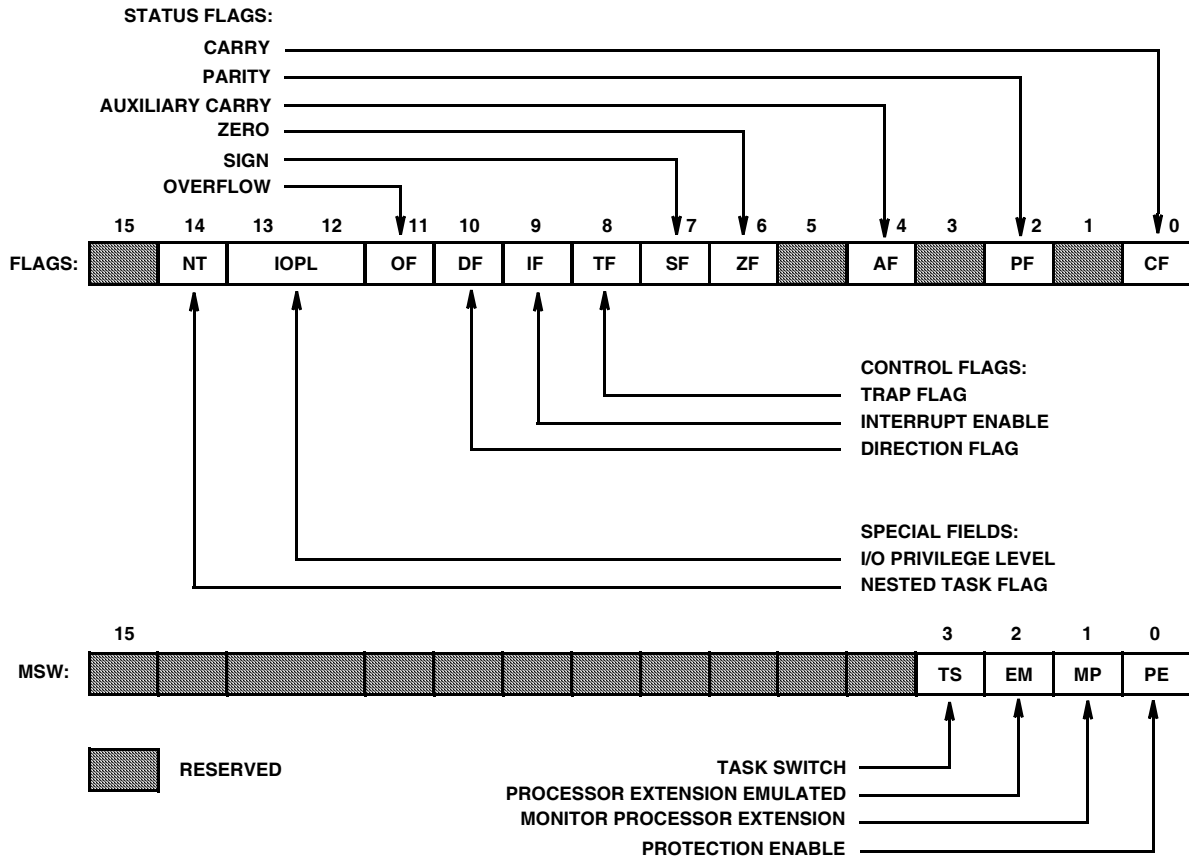 STATUS FLAGS:
CARRY
PARITY
AUXILIARY CARRY
ZERO
SIGN
OVERFLOW
15 14 13 12 11 10 9 8 7 6 5 4 3 2 1 0
FLAGS: NT IOPL OF DF IF TF SF ZF AF PF CF
CONTROL FLAGS:
TRAP FLAG
INTERRUPT ENABLE
DIRECTION FLAG
SPECIAL FIELDS:
I/O PRIVILEGE LEVEL
NESTED TASK FLAG
15 3 2 1 0
MSW: TS EM MP PE
RESERVED
TASK SWITCH
PROCESSOR EXTENSION EMULATED
MONITOR PROCESSOR EXTENSION
PROTECTION ENABLE